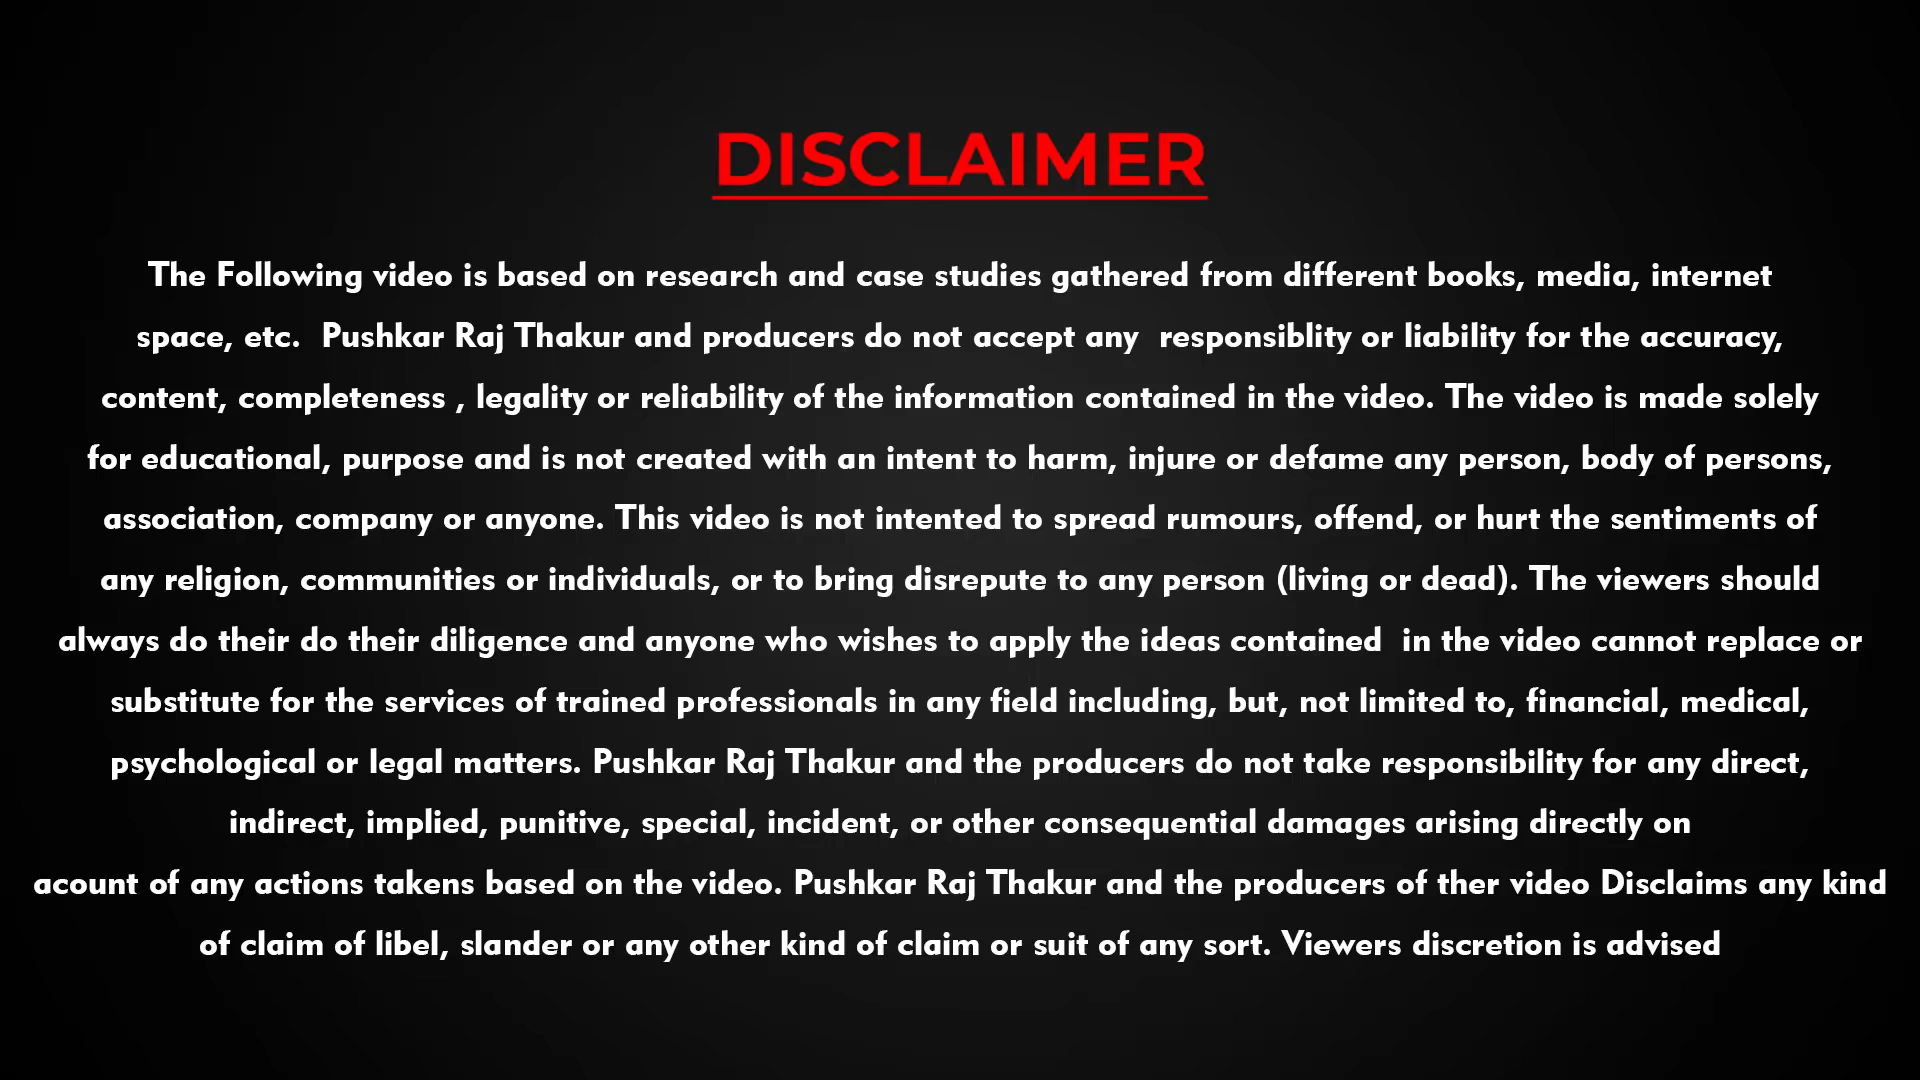 DISCLAIMER
The Following video is based on research and case studies gathered from different books, media, internet
space, etc.  Pushkar Raj Thakur and producers do not accept any  responsiblity or liability for the accuracy,
content, completeness , legality or reliability of the information contained in the video. The video is made solely
for educational, purpose and is not created with an intent to harm, injure or defame any person, body of persons,
association, company or anyone. This video is not intented to spread rumours, offend, or hurt the sentiments of
any religion, communities or individuals, or to bring disrepute to any person (living or dead). The viewers should
always do their do their diligence and anyone who wishes to apply the ideas contained  in the video cannot replace or
substitute for the services of trained professionals in any field including, but, not limited to, financial, medical,
psychological or legal matters. Pushkar Raj Thakur and the producers do not take responsibility for any direct,
indirect, implied, punitive, special, incident, or other consequential damages arising directly on
acount of any actions takens based on the video. Pushkar Raj Thakur and the producers of ther video Disclaims any kind
of claim of libel, slander or any other kind of claim or suit of any sort. Viewers discretion is advised